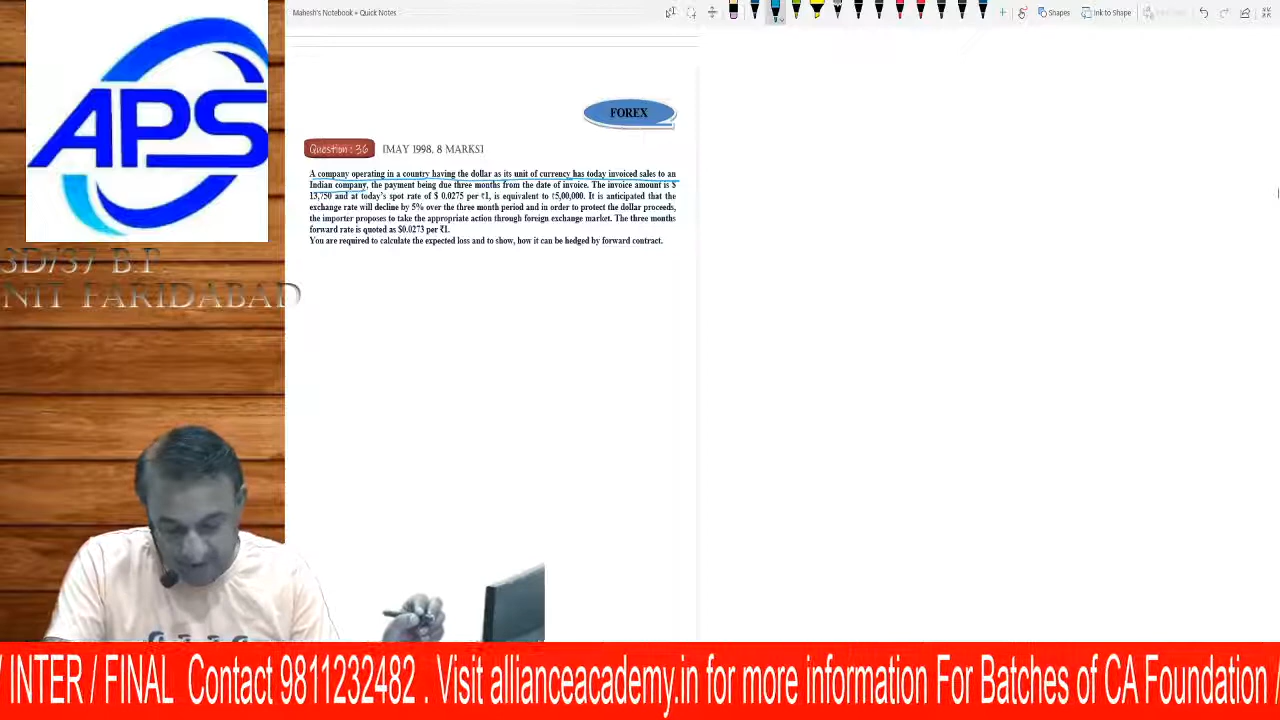 Mahesh's Notebook • Quick Notes
Shapes
Ink to Shape
APS
3D/37 B.P.
NIT FARIDABAD
FOREX
Question : 36 [MAY 1998, 8 MARKS]
A company operating in a country having the dollar as its unit of currency has today invoiced sales to an
Indian company, the payment being due three months from the date of invoice. The invoice amount is $
13,750 and at today's spot rate of $ 0.0275 per ₹1, is equivalent to ₹5,00,000. It is anticipated that the
exchange rate will decline by 5% over the three month period and in order to protect the dollar proceeds,
the importer proposes to take the appropriate action through foreign exchange market. The three months
forward rate is quoted as $0.0273 per ₹1.
You are required to calculate the expected loss and to show, how it can be hedged by forward contract.
/ INTER / FINAL Contact 9811232482 . Visit allianceacademy.in for more information For Batches of CA Foundation /